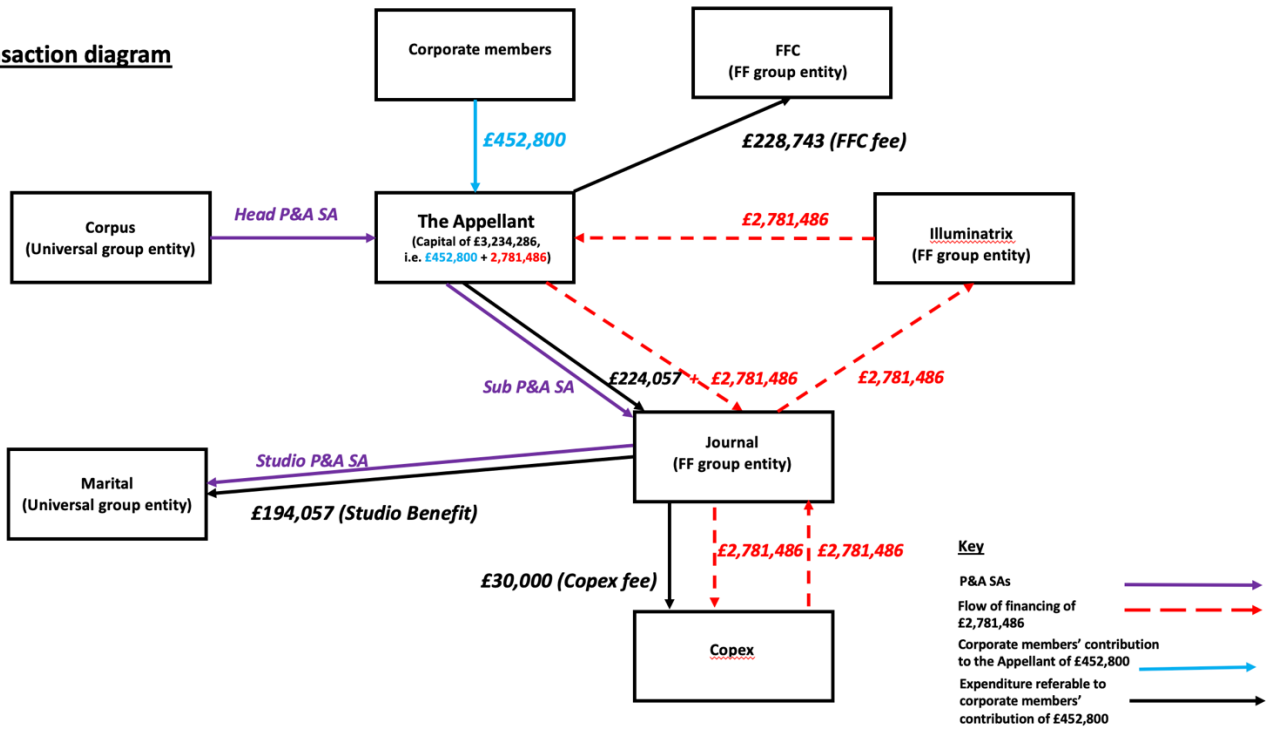 saction diagram
Corporate members
FFC
(FF group entity)
£452,800
£228,743 (FFC fee)
Corpus
(Universal group entity)
Head P&A SA
The Appellant
(Capital of £3,234,286,
i.e. £452,800 + 2,781,486)
£2,781,486
Illuminatrix
(FF group entity)
Sub P&A SA
£224,057 + £2,781,486
£2,781,486
Journal
(FF group entity)
Studio P&A SA
Marital
(Universal group entity)
£194,057 (Studio Benefit)
£2,781,486
£2,781,486
£30,000 (Copex fee)
Copex
Key
P&A SAs
Flow of financing of
£2,781,486
Corporate members' contribution
to the Appellant of £452,800
Expenditure referable to
corporate members'
contribution of £452,800